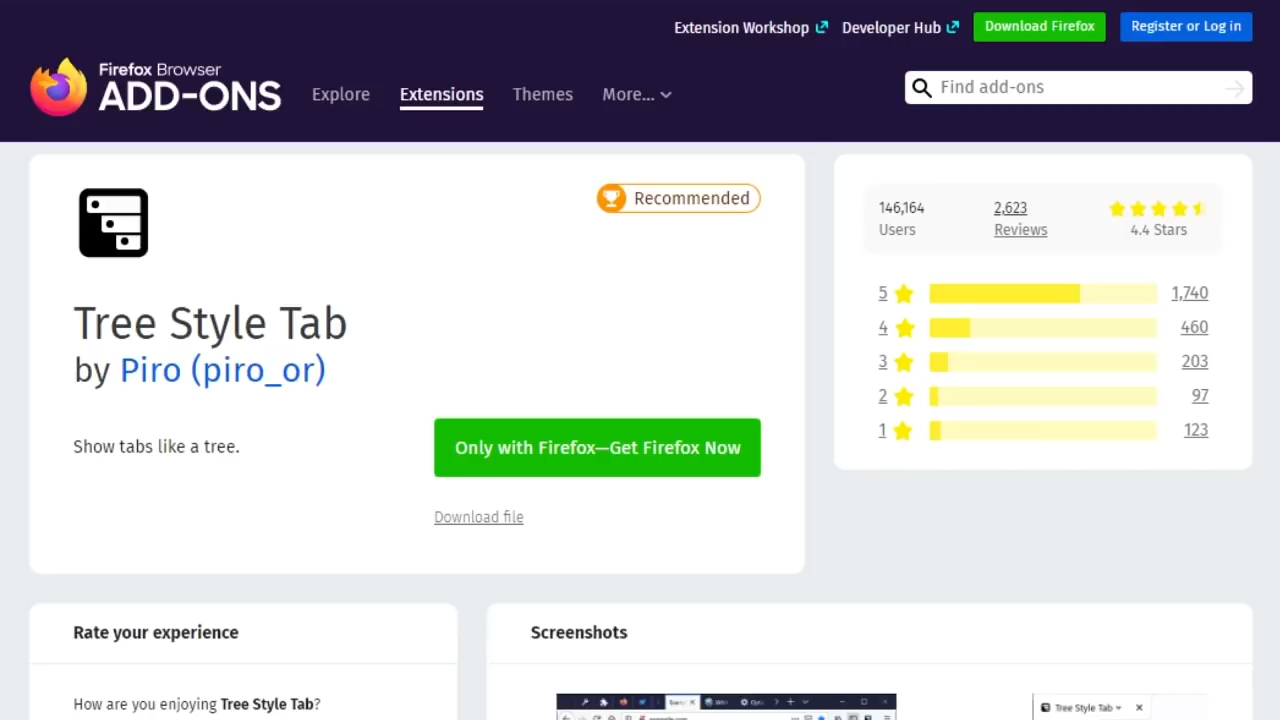 Extension Workshop
Developer Hub
Download Firefox
Register or Log in
Firefox Browser
ADD-ONS
Explore
Extensions
Themes
More...
Find add-ons
Recommended
Tree Style Tab
by Piro (piro_or)
Show tabs like a tree.
Only with Firefox—Get Firefox Now
Download file
146,164
Users
2,623
Reviews
4.4 Stars
5 1,740
4 460
3 203
2 97
1 123
Rate your experience
How are you enjoying Tree Style Tab?
Screenshots
Tree Style Tab